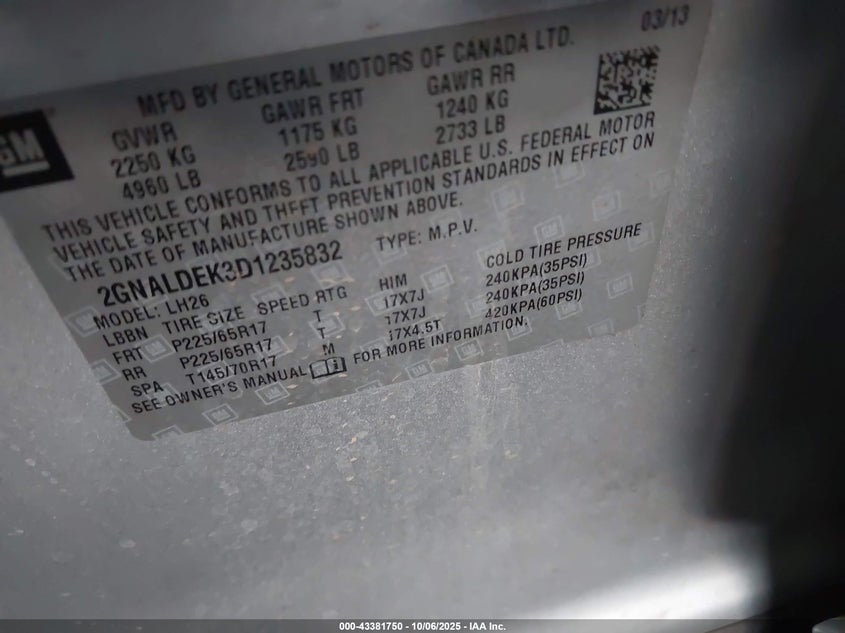 03/13
MFD BY GENERAL MOTORS OF CANADA LTD.
GM
GVWR GAWR FRT GAWR RR
2250 KG 1175 KG 1240 KG
4960 LB 2590 LB 2733 LB
THIS VEHICLE CONFORMS TO ALL APPLICABLE U.S. FEDERAL MOTOR
VEHICLE SAFETY AND THEFT PREVENTION STANDARDS IN EFFECT ON
THE DATE OF MANUFACTURE SHOWN ABOVE.
2GNALDEK3D1235832 TYPE: M.P.V.
MODEL: LH26
LBBN TIRE SIZE SPEED RTG RIM COLD TIRE PRESSURE
FRT P225/65R17 T 17X7J 240KPA(35PSI)
RR P225/65R17 T 17X7J 240KPA(35PSI)
SPA T145/70R17 M 17X4.5T 420KPA(60PSI)
SEE OWNER'S MANUAL FOR MORE INFORMATION.
000-43381750 - 10/06/2025 - IAA Inc.